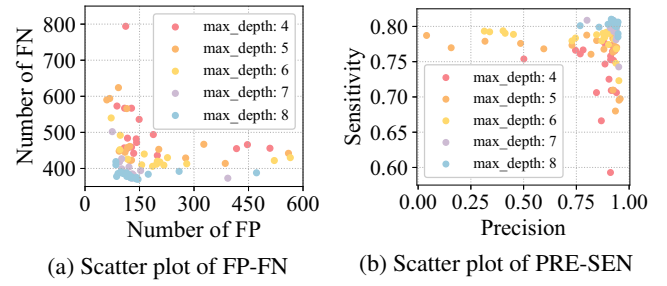 Number of FN
800
700
600
500
400
max_depth: 4
max_depth: 5
max_depth: 6
max_depth: 7
max_depth: 8
0 150 300 450 600
Number of FP
(a) Scatter plot of FP-FN
Sensitivity
0.80
0.75
0.70
0.65
0.60
max_depth: 4
max_depth: 5
max_depth: 6
max_depth: 7
max_depth: 8
0.00 0.25 0.50 0.75 1.00
Precision
(b) Scatter plot of PRE-SEN